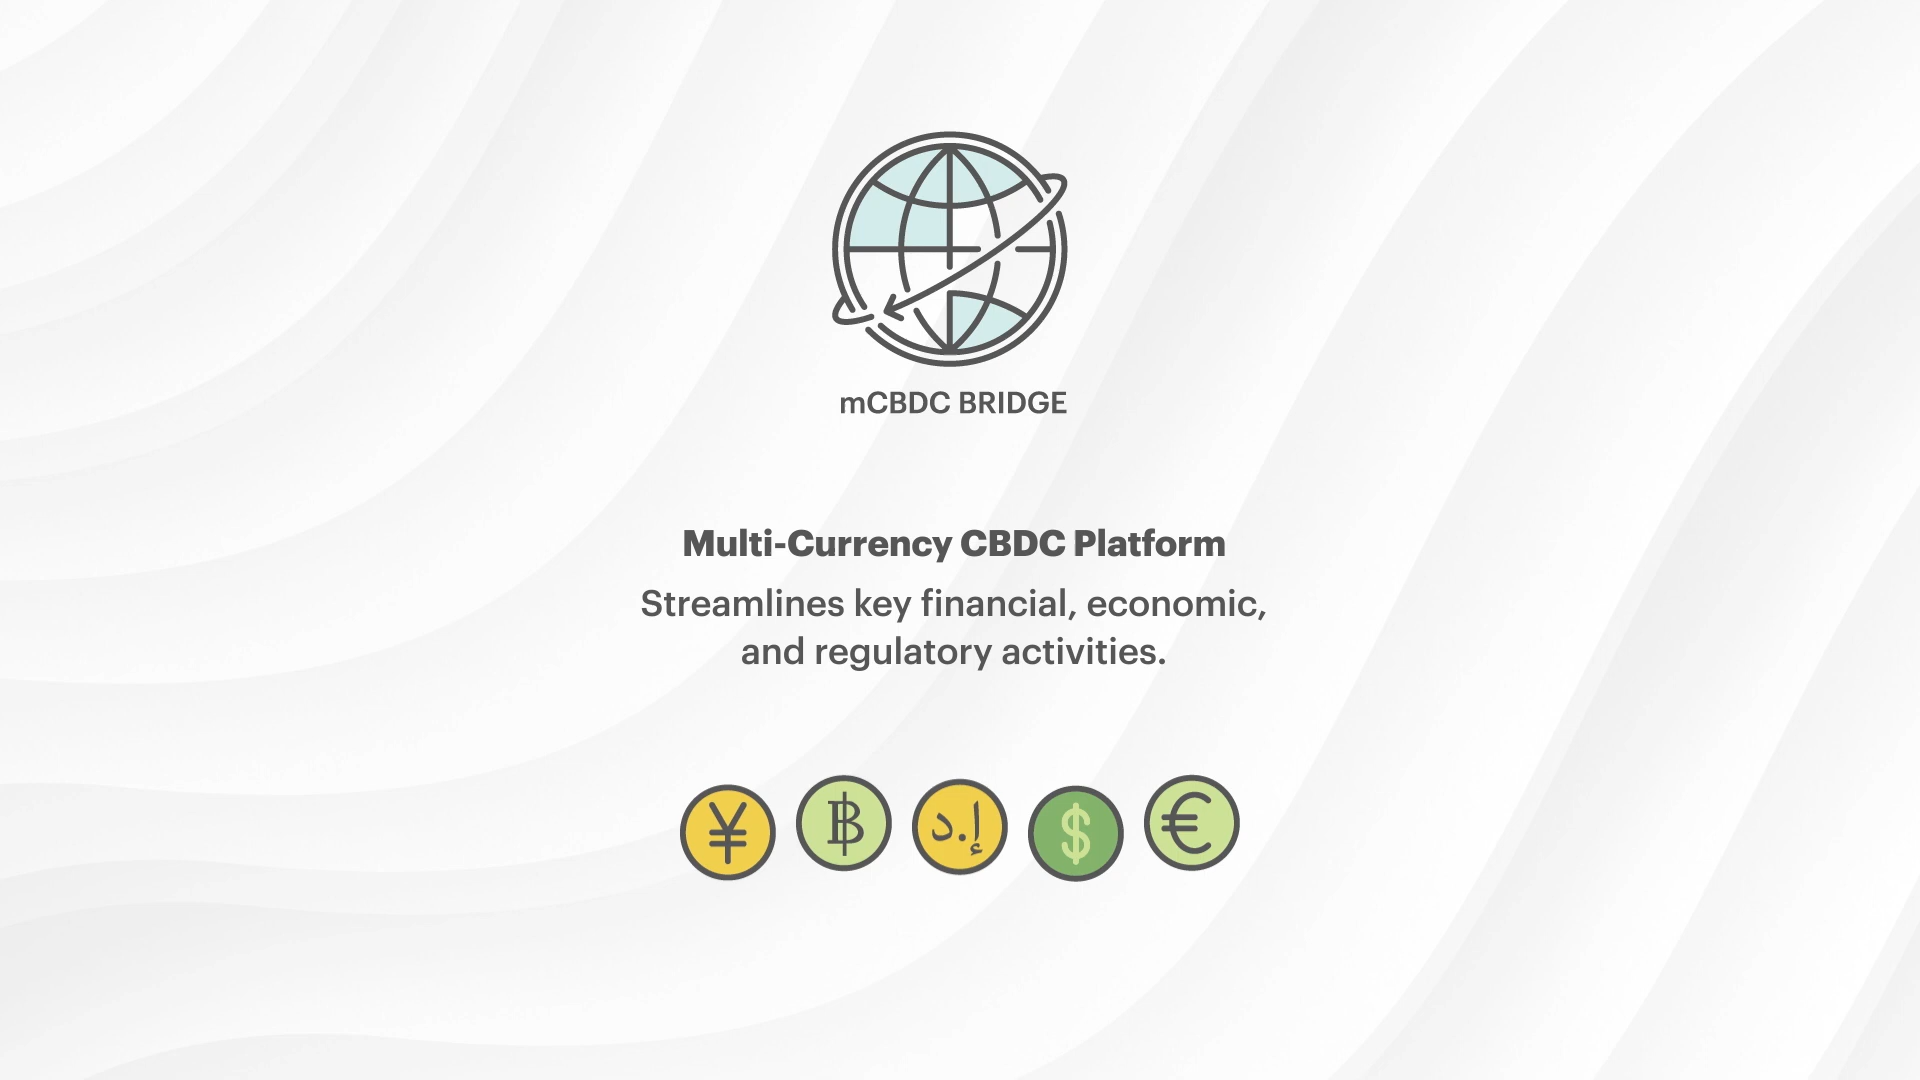 mCBDC BRIDGE
Multi-Currency CBDC Platform
Streamlines key financial, economic,
and regulatory activities.
¥ ฿ د.إ $ €